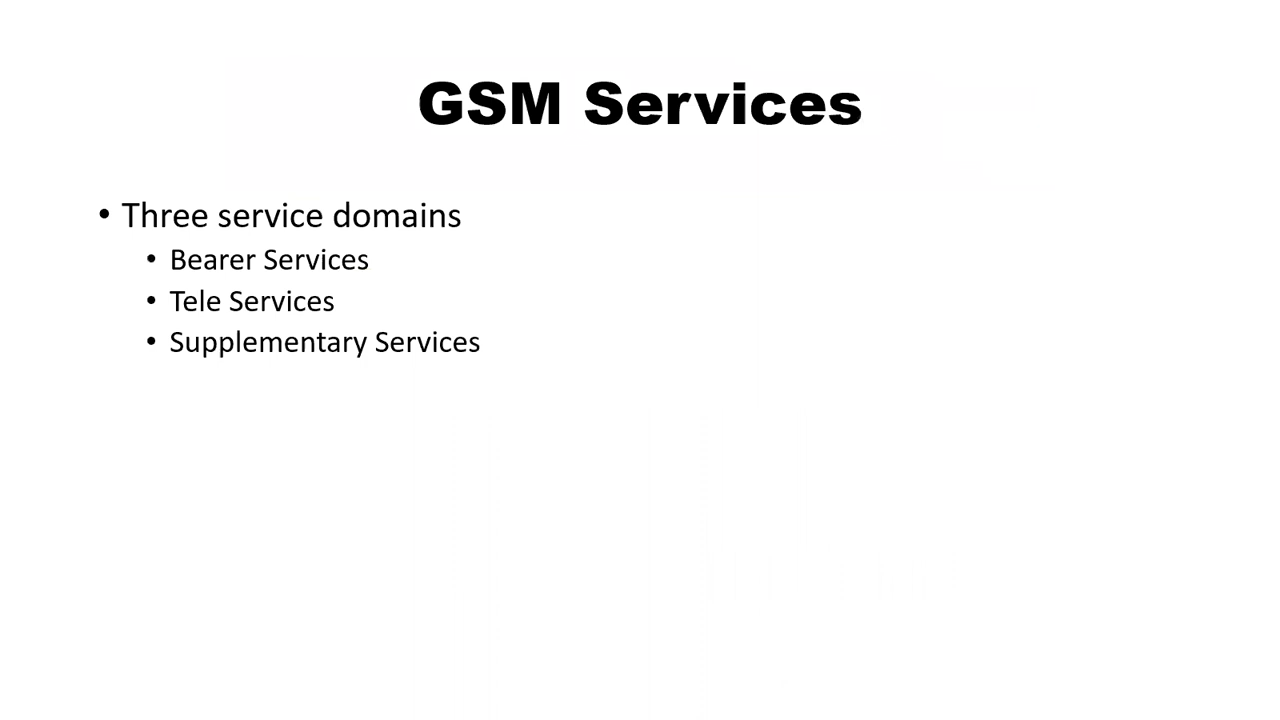 GSM Services
• Three service domains
• Bearer Services
• Tele Services
• Supplementary Services